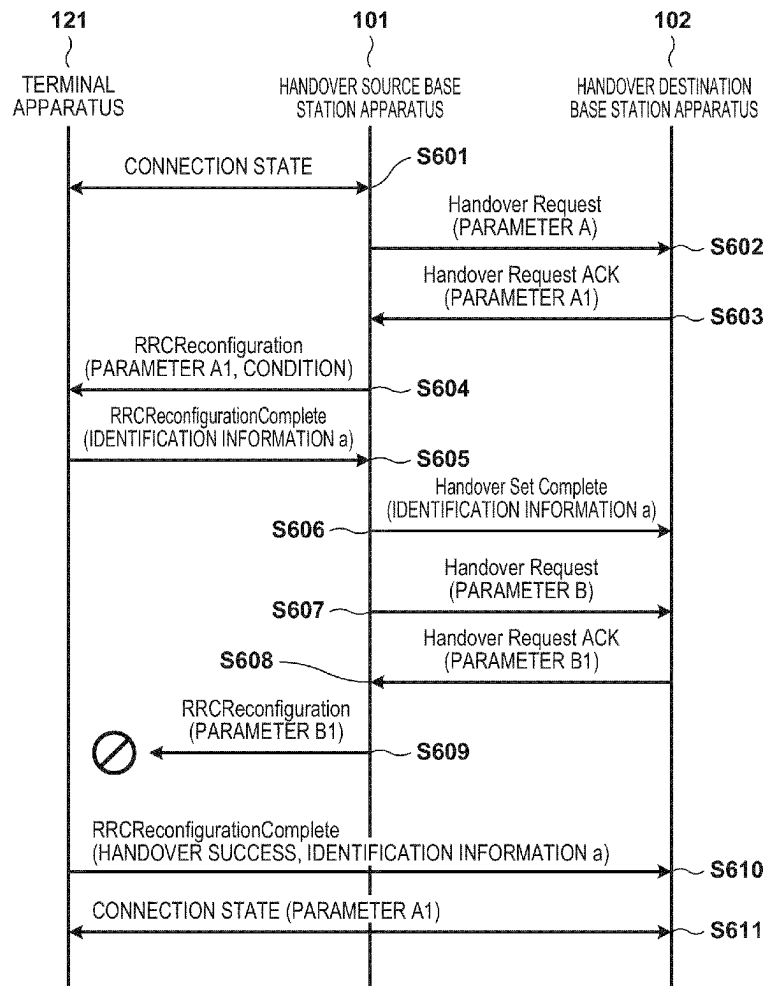 121
101
102
TERMINAL
APPARATUS
HANDOVER SOURCE BASE
STATION APPARATUS
HANDOVER DESTINATION
BASE STATION APPARATUS
CONNECTION STATE
S601
Handover Request
(PARAMETER A)
S602
Handover Request ACK
(PARAMETER A1)
S603
RRCReconfiguration
(PARAMETER A1, CONDITION)
S604
RRCReconfigurationComplete
(IDENTIFICATION INFORMATION a)
S605
Handover Set Complete
(IDENTIFICATION INFORMATION a)
S606
Handover Request
(PARAMETER B)
S607
Handover Request ACK
(PARAMETER B1)
S608
RRCReconfiguration
(PARAMETER B1)
S609
RRCReconfigurationComplete
(HANDOVER SUCCESS, IDENTIFICATION INFORMATION a)
S610
CONNECTION STATE (PARAMETER A1)
S611